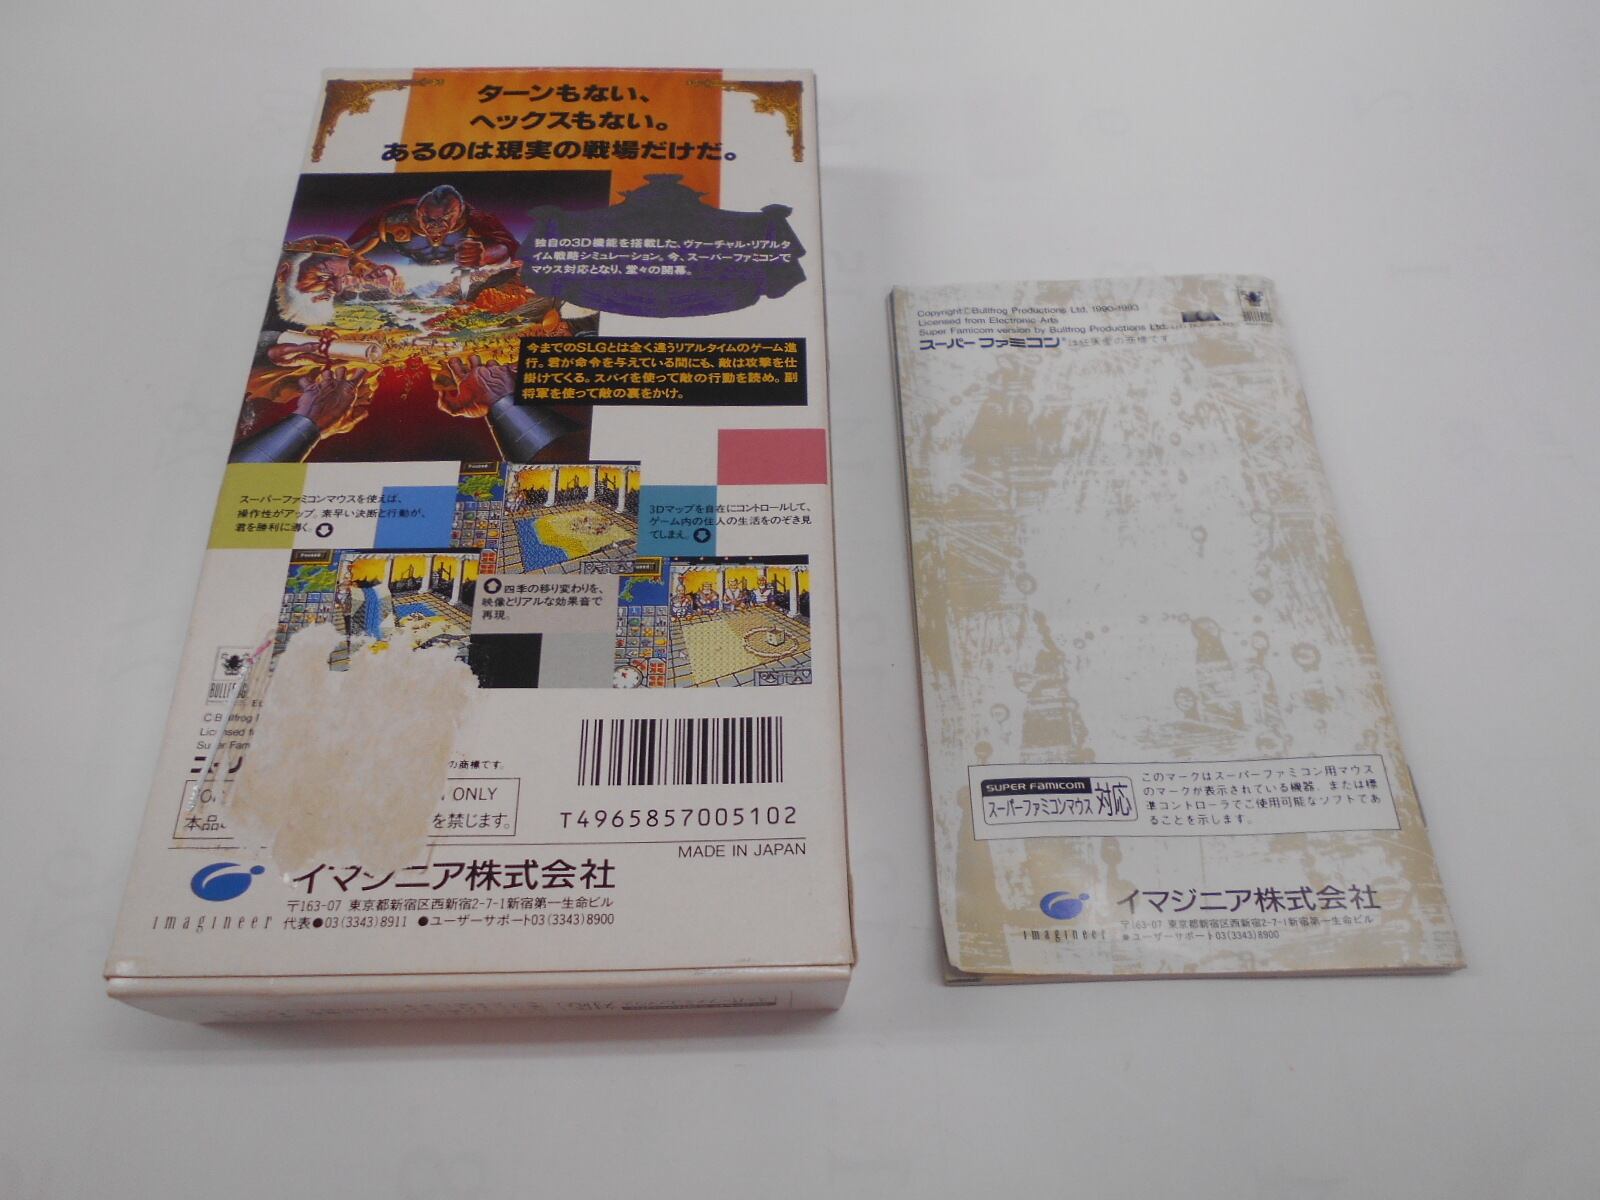 ターンもない、
ヘックスもない。
あるのは現実の戦場だけだ。
独自の3D機能を搭載した、ヴァーチャル・リアルタ
イム戦略シミュレーション。今、スーパーファミコンで
マウス対応となり、堂々の開幕。
今までのSLGとは全く違うリアルタイムのゲーム進
行。君が命令を与えている間にも、敵は攻撃を仕
掛けてくる。スパイを使って敵の行動を読め。副
将軍を使って敵の裏をかけ。
スーパーファミコンマウスを使えば、
操作性がアップ。素早い決断と行動が、
君を勝利に導く。
3Dマップを自在にコントロールして、
ゲーム内の住人の生活をのぞき見
てしまえ。
四季の移り変わりを、
映像とリアルな効果音で
再現。
の商標です。
ONLY
本品
を禁じます。
T4965857005102
MADE IN JAPAN
imagineer
イマジニア株式会社
〒163-07 東京都新宿区西新宿2-7-1新宿第一生命ビル
代表●03(3343)8911 ●ユーザーサポート03(3343)8900
Copyright©Bullfrog Productions Ltd. 1990-1993
Licensed from Electronic Arts
Super Famicom version by Bullfrog Productions Ltd.
スーパーファミコンは任天堂の商標です
SUPER FAMICOM
スーパーファミコンマウス 対応
このマークはスーパーファミコン用マウス
のマークが表示されている機器、または標
準コントローラでご使用可能なソフトであ
ることを示します。
imagineer
イマジニア株式会社
〒163-07 東京都新宿区西新宿2-7-1新宿第一生命ビル
●ユーザーサポート03(3343)8900